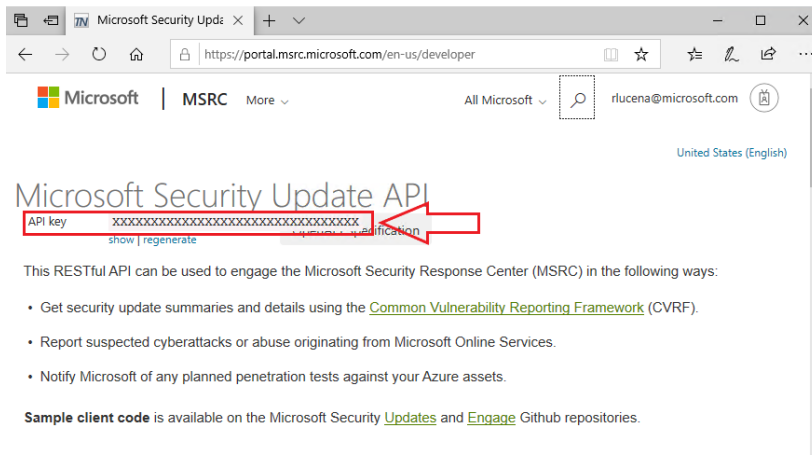 Microsoft Security Upda
https://portal.msrc.microsoft.com/en-us/developer
Microsoft | MSRC More All Microsoft rlucena@microsoft.com
United States (English)
Microsoft Security Update API
API key XXXXXXXXXXXXXXXXXXXXXXXXXXXXXXXX
show | regenerate
This RESTful API can be used to engage the Microsoft Security Response Center (MSRC) in the following ways:
• Get security update summaries and details using the Common Vulnerability Reporting Framework (CVRF).
• Report suspected cyberattacks or abuse originating from Microsoft Online Services.
• Notify Microsoft of any planned penetration tests against your Azure assets.
Sample client code is available on the Microsoft Security Updates and Engage Github repositories.